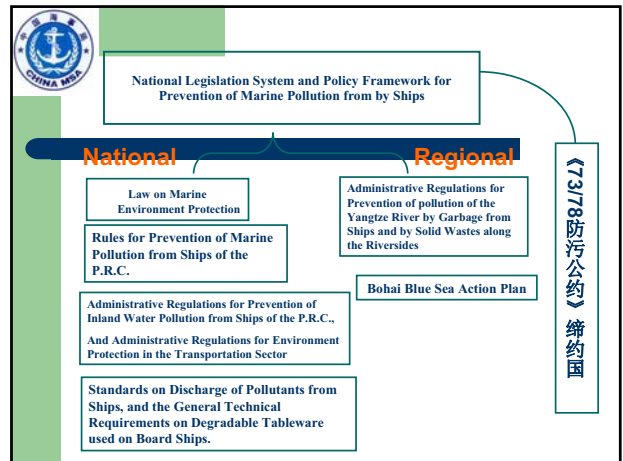 中国海事局
CHINA MSA
National Legislation System and Policy Framework for
Prevention of Marine Pollution from by Ships
National
Regional
Law on Marine
Environment Protection
Rules for Prevention of Marine
Pollution from Ships of the
P.R.C.
Administrative Regulations for Prevention of
Inland Water Pollution from Ships of the P.R.C.,
And Administrative Regulations for Environment
Protection in the Transportation Sector
Standards on Discharge of Pollutants from
Ships, and the General Technical
Requirements on Degradable Tableware
used on Board Ships.
Administrative Regulations for
Prevention of pollution of the
Yangtze River by Garbage from
Ships and by Solid Wastes along
the Riversides
Bohai Blue Sea Action Plan
《73/78防污公约》缔约国